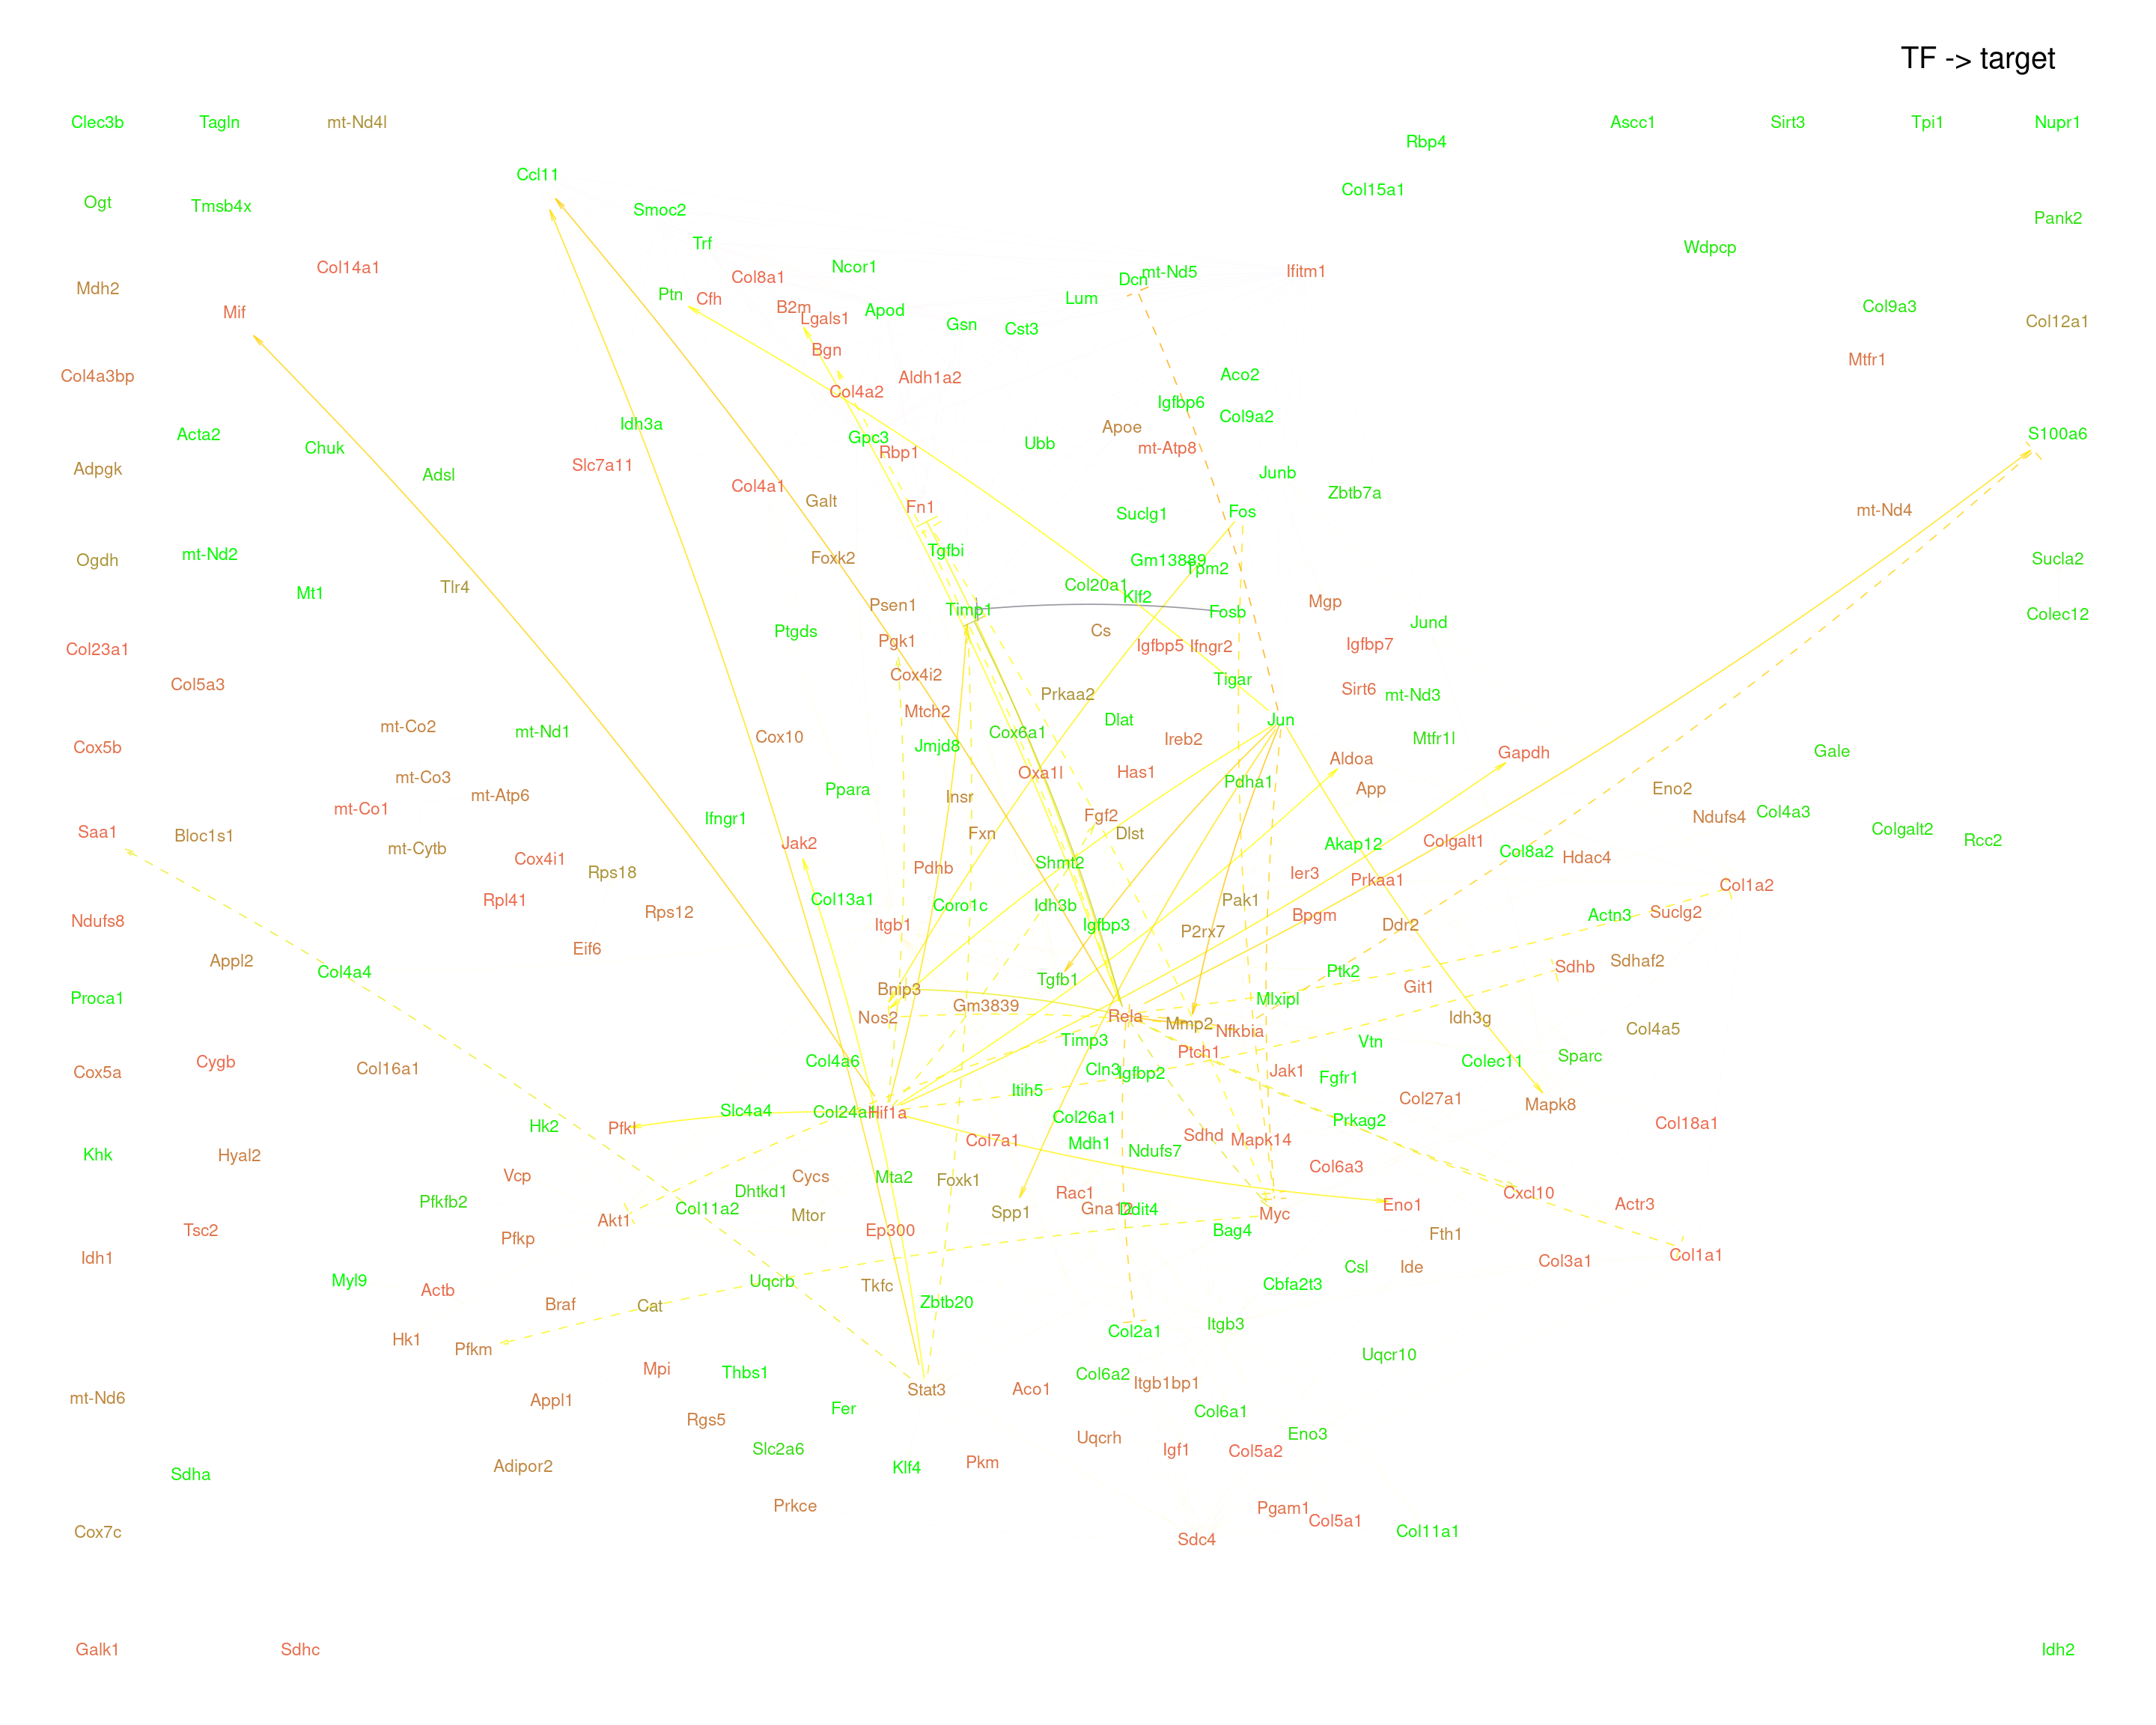 TF -> target
Clec3b Tagln mt-Nd4l Ascc1 Sirt3 Tpi1 Nupr1
Rbp4
Ccl11 Col15a1
Ogt Tmsb4x Smoc2 Pank2
Trf Wdpcp
Col14a1 Ncor1 Dcn mt-Nd5 Ifitm1
Mdh2 Col8a1 Ptn Cfh Lum
Mif B2m Lgals1 Apod Gsn Cst3 Col9a3 Col12a1
Bgn Mtfr1
Col4a3bp Col4a2 Aldh1a2 Aco2
Igfbp6 Col9a2
Acta2 Chuk Idh3a Gpc3 Rbp1 Ubb Apoe mt-Atp8 S100a6
Adpgk Adsl Slc7a11 Col4a1 Junb
Galt Fn1 Suclg1 Fos Zbtb7a mt-Nd4
Ogdh mt-Nd2 Foxk2 Tgfbi Gm13889 Tpm2 Sucla2
Mt1 Tlr4 Psen1 Timp1 Col20a1 Klf2 Fosb Mgp Colec12
Ptgds Pgk1 Cs Igfbp5 Ifngr2 Igfbp7 Jund
Col23a1 Col5a3 Cox4i2 Prkaa2 Tigar Sirt6 mt-Nd3
mt-Co2 mt-Nd1 Cox10 Mtch2 Cox6a1 Dlat Jun
Cox5b Jmjd8 Ireb2 Mtfr1l Gapdh Gale
mt-Co3 mt-Atp6 Ppara Insr Oxa1l Has1 Pdha1 Aldoa App Eno2
mt-Co1 Ifngr1 Fgf2 Ndufs4 Col4a3
Saa1 Bloc1s1 mt-Cytb Jak2 Fxn Dlst Akap12 Colgalt1 Colgalt2 Rcc2
Cox4i1 Rps18 Pdhb Shmt2 Ier3 Prkaa1 Col8a2 Hdac4 Col1a2
Rpl41 Rps12 Col13a1 Coro1c Idh3b Pak1
Ndufs8 Itgb1 Igfbp3 P2rx7 Bpgm Ddr2 Actn3 Suclg2
Appl2 Col4a4 Eif6 Tgfb1 Ptk2 Sdhb Sdhaf2
Proca1 Bnip3 Gm3839 Mlxipl Git1
Nos2 Rela Mmp2 Nfkbia Idh3g Col4a5
Cox5a Cygb Col16a1 Col4a6 Timp3 Ptch1 Vtn
Cln3 Igfbp2 Jak1 Fgfr1 Colec11 Sparc
Hk2 Pfkl Slc4a4 Col24a1 Hif1a Itih5 Col26a1 Col27a1 Mapk8
Khk Hyal2 Col7a1 Mdh1 Ndufs7 Sdhd Mapk14 Prkag2 Col18a1
Vcp Cycs Mta2 Foxk1 Col6a3
Pfkfb2 Dhtkd1 Rac1 Cxcl10
Tsc2 Akt1 Col11a2 Mtor Spp1 Gna12 Ddit4 Myc Eno1 Actr3
Idh1 Pfkp Ep300 Bag4 Fth1 Col3a1 Col1a1
Myl9 Actb Uqcrb Tkfc Cbfa2t3 Csl Ide
Braf Cat Zbtb20
Hk1 Pfkm Col2a1 Itgb3
Mpi Thbs1 Col6a2 Uqcr10
mt-Nd6 Appl1 Stat3 Aco1 Itgb1bp1
Rgs5 Fer Col6a1
Sdha Adipor2 Slc2a6 Klf4 Pkm Uqcrh Igf1 Col5a2 Eno3
Cox7c Prkce Sdc4 Pgam1 Col5a1 Col11a1
Galk1 Sdhc Idh2